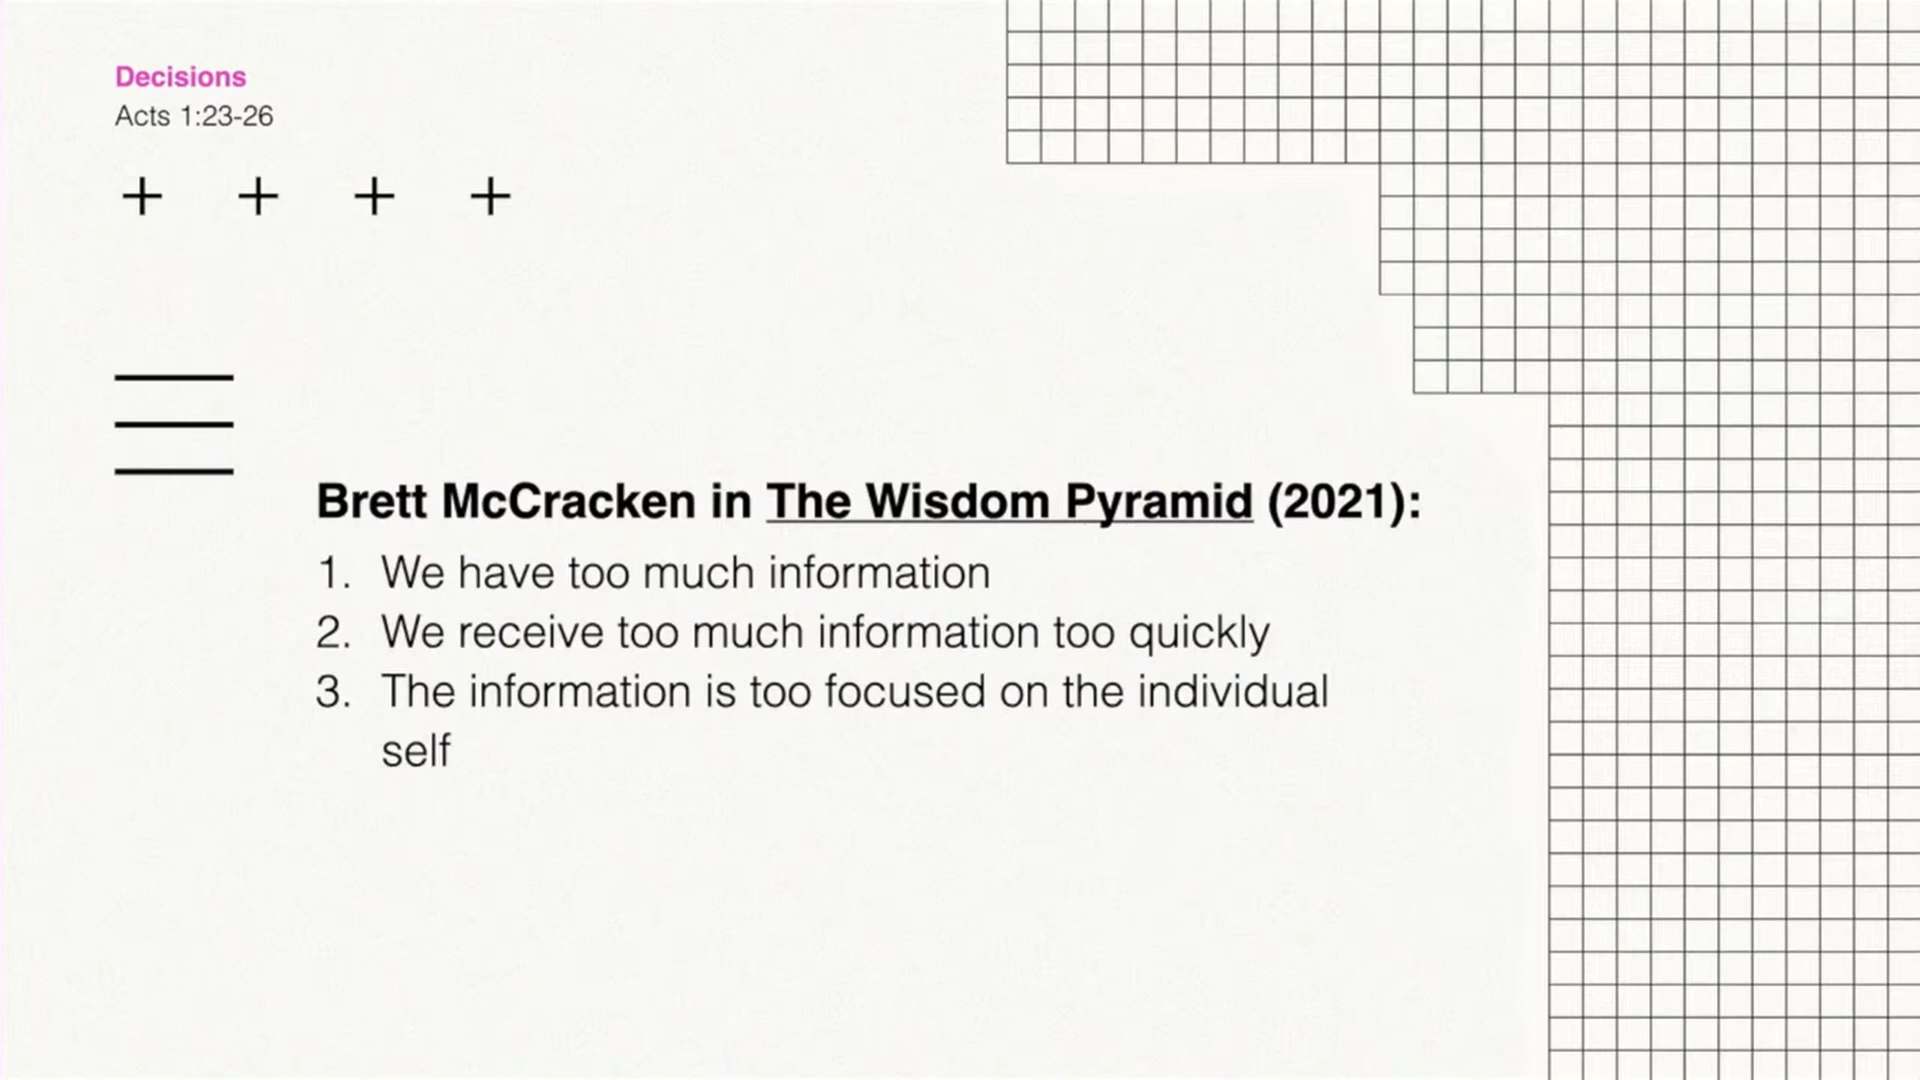 Decisions
Acts 1:23-26
Brett McCracken in The Wisdom Pyramid (2021):
1. We have too much information
2. We receive too much information too quickly
3. The information is too focused on the individual
self